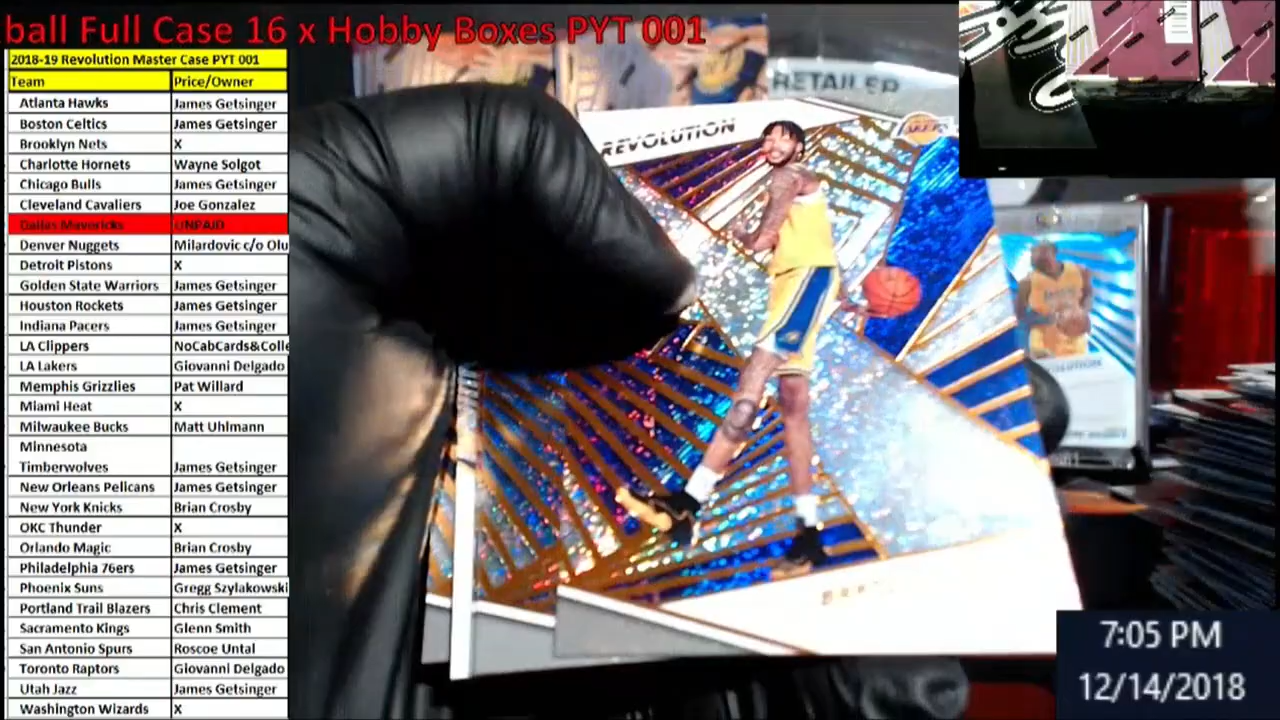 ball Full Case 16 x Hobby Boxes PYT 001
2018-19 Revolution Master Case PYT 001
Team Price/Owner
Atlanta Hawks James Getsinger
Boston Celtics James Getsinger
Brooklyn Nets X
Charlotte Hornets Wayne Solgot
Chicago Bulls James Getsinger
Cleveland Cavaliers Joe Gonzalez
Dallas Mavericks UNPAID
Denver Nuggets Milardovic c/o Olu
Detroit Pistons X
Golden State Warriors James Getsinger
Houston Rockets James Getsinger
Indiana Pacers James Getsinger
LA Clippers NoCabCards&Colle
LA Lakers Giovanni Delgado
Memphis Grizzlies Pat Willard
Miami Heat X
Milwaukee Bucks Matt Uhlmann
Minnesota
Timberwolves James Getsinger
New Orleans Pelicans James Getsinger
New York Knicks Brian Crosby
OKC Thunder X
Orlando Magic Brian Crosby
Philadelphia 76ers James Getsinger
Phoenix Suns Gregg Szylakowski
Portland Trail Blazers Chris Clement
Sacramento Kings Glenn Smith
San Antonio Spurs Roscoe Untal
Toronto Raptors Giovanni Delgado
Utah Jazz James Getsinger
Washington Wizards X
RETAILER
REVOLUTION
LAKERS
7:05 PM
12/14/2018